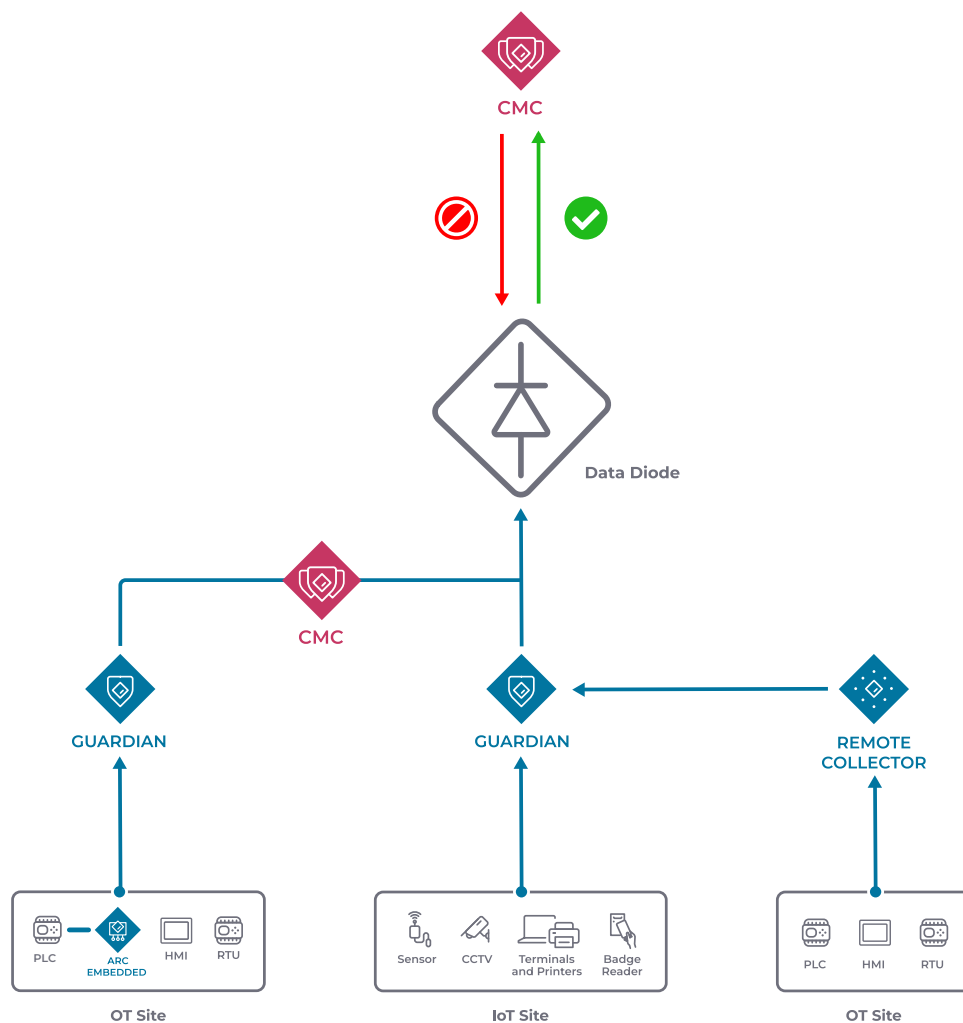 CMC
Data Diode
CMC
GUARDIAN
GUARDIAN
REMOTE
COLLECTOR
PLC
ARC
EMBEDDED
HMI
RTU
Sensor
CCTV
Terminals
and Printers
Badge
Reader
PLC
HMI
RTU
OT Site
IoT Site
OT Site